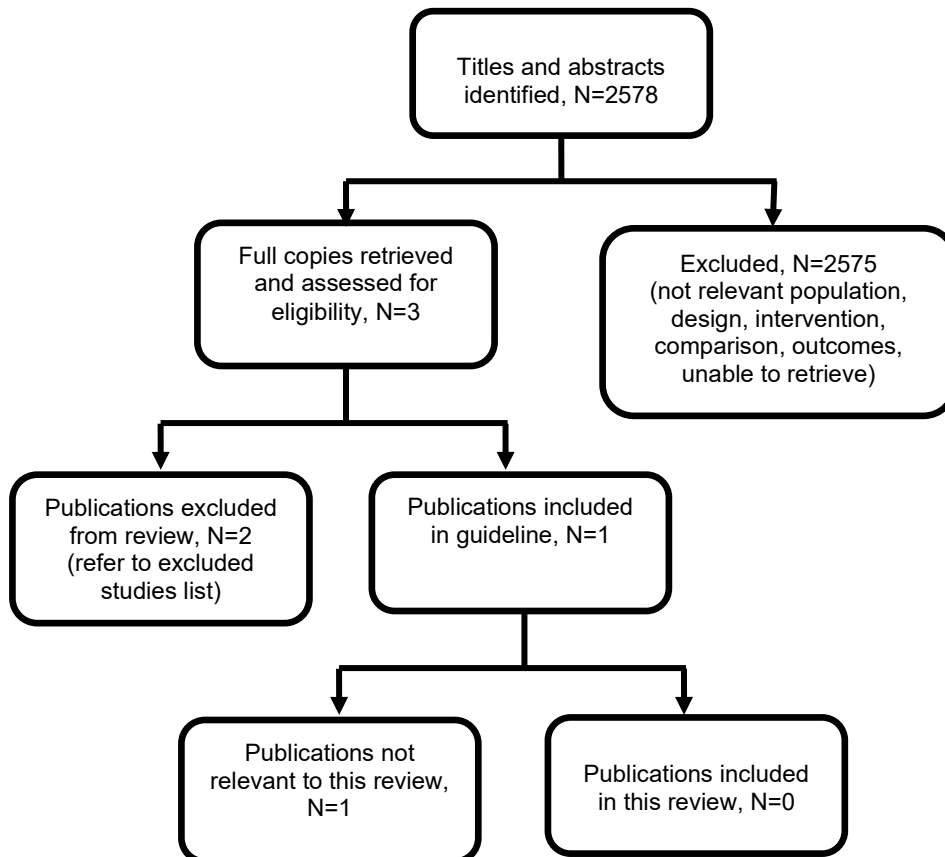 Titles and abstracts
identified, N=2578
Full copies retrieved
and assessed for
eligibility, N=3
Excluded, N=2575
(not relevant population,
design, intervention,
comparison, outcomes,
unable to retrieve)
Publications excluded
from review, N=2
(refer to excluded
studies list)
Publications included
in guideline, N=1
Publications not
relevant to this review,
N=1
Publications included
in this review, N=0